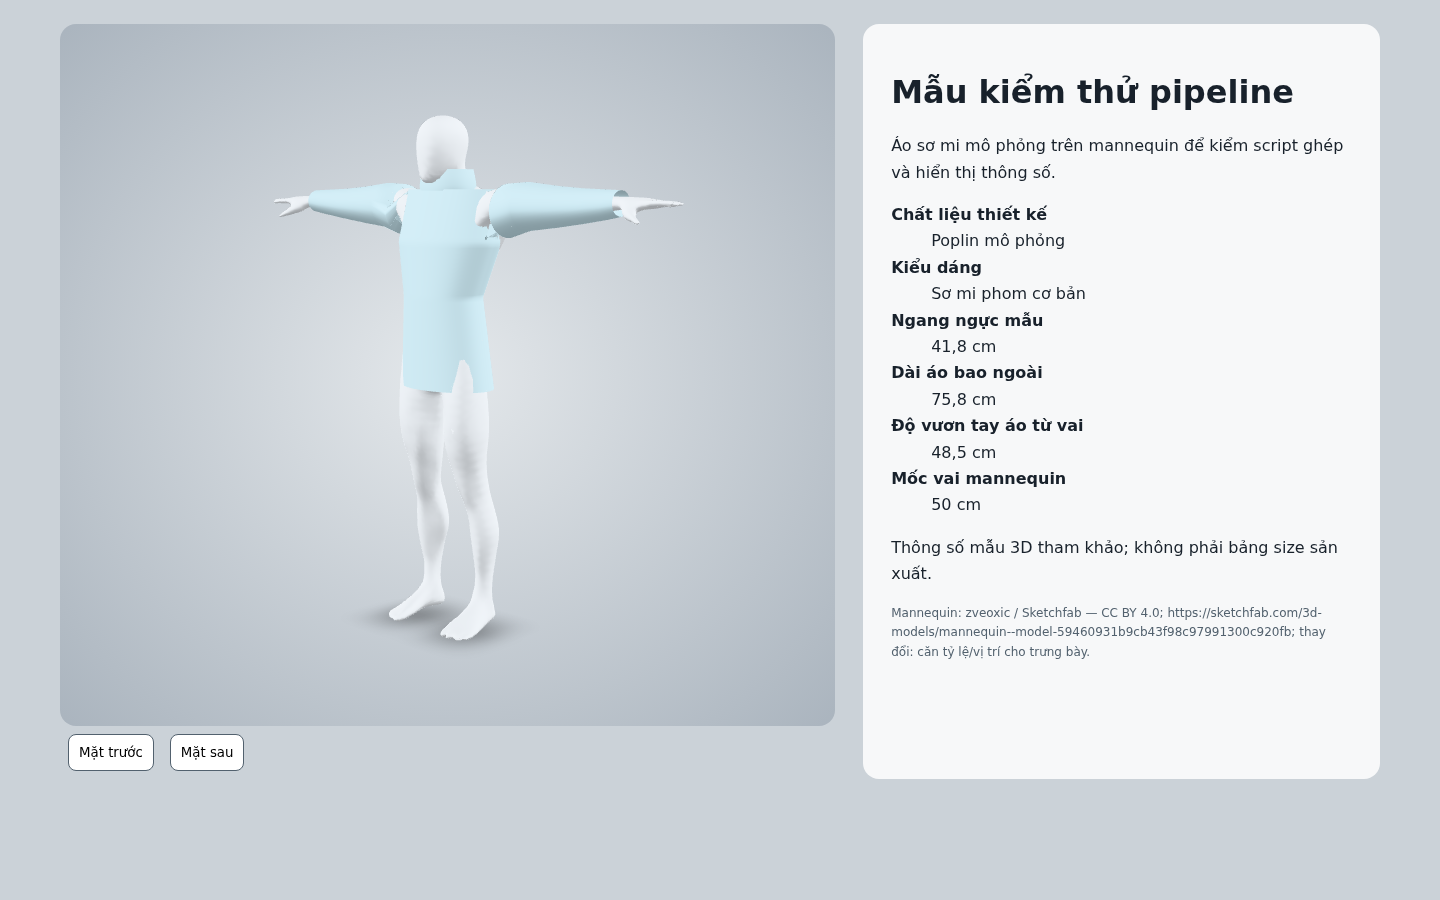 Mẫu kiểm thử pipeline
Áo sơ mi mô phỏng trên mannequin để kiểm script ghép
và hiển thị thông số.
Chất liệu thiết kế
Poplin mô phỏng
Kiểu dáng
Sơ mi phom cơ bản
Ngang ngực mẫu
41,8 cm
Dài áo bao ngoài
75,8 cm
Độ vươn tay áo từ vai
48,5 cm
Mốc vai mannequin
50 cm
Thông số mẫu 3D tham khảo; không phải bảng size sản
xuất.
Mannequin: zveoxic / Sketchfab — CC BY 4.0; https://sketchfab.com/3d-
models/mannequin--model-59460931b9cb43f98c97991300c920fb; thay
đổi: căn tỷ lệ/vị trí cho trưng bày.
Mặt trước
Mặt sau